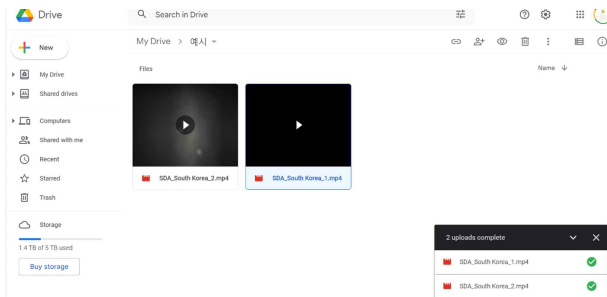 Drive
Search in Drive
New
My Drive > 예시
My Drive
Shared drives
Computers
Shared with me
Recent
Starred
Trash
Storage
1.4 TB of 5 TB used
Buy storage
Files
Name
SDA_South Korea_2.mp4
SDA_South Korea_1.mp4
2 uploads complete
SDA_South Korea_1.mp4
SDA_South Korea_2.mp4